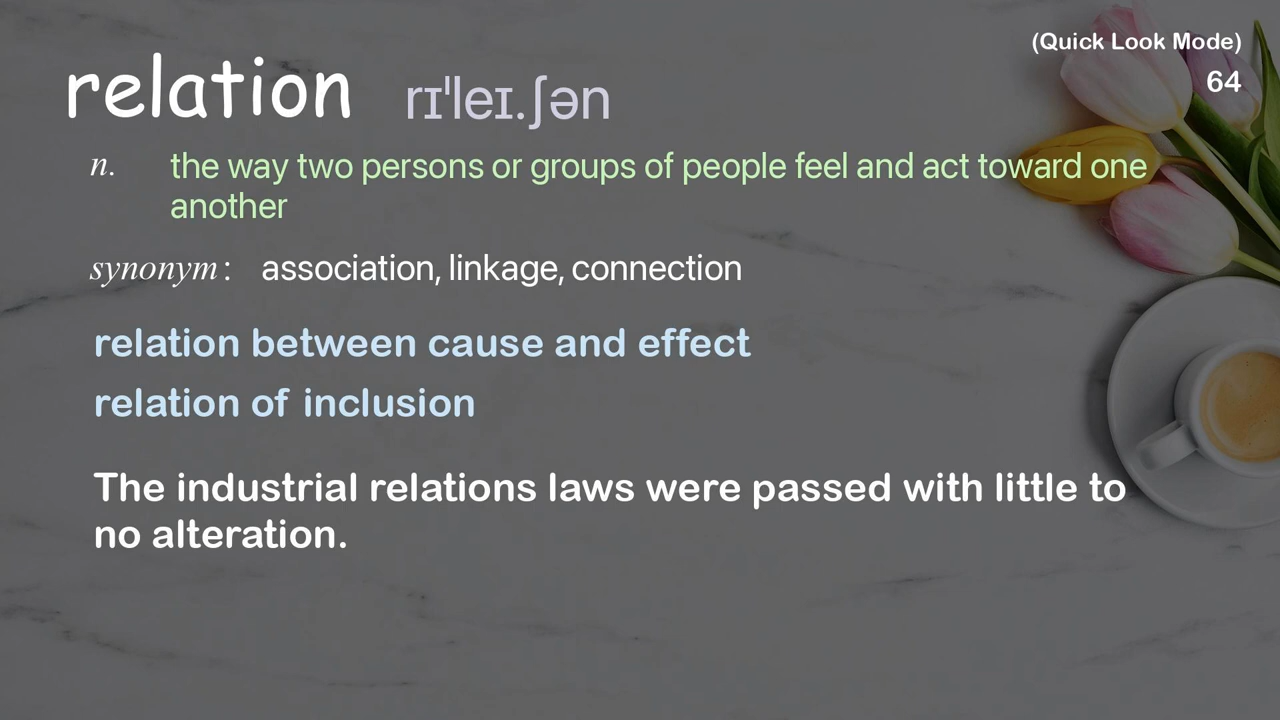 (Quick Look Mode)
64
relation rɪˈleɪ.ʃən
n. the way two persons or groups of people feel and act toward one
another
synonym: association, linkage, connection
relation between cause and effect
relation of inclusion
The industrial relations laws were passed with little to
no alteration.